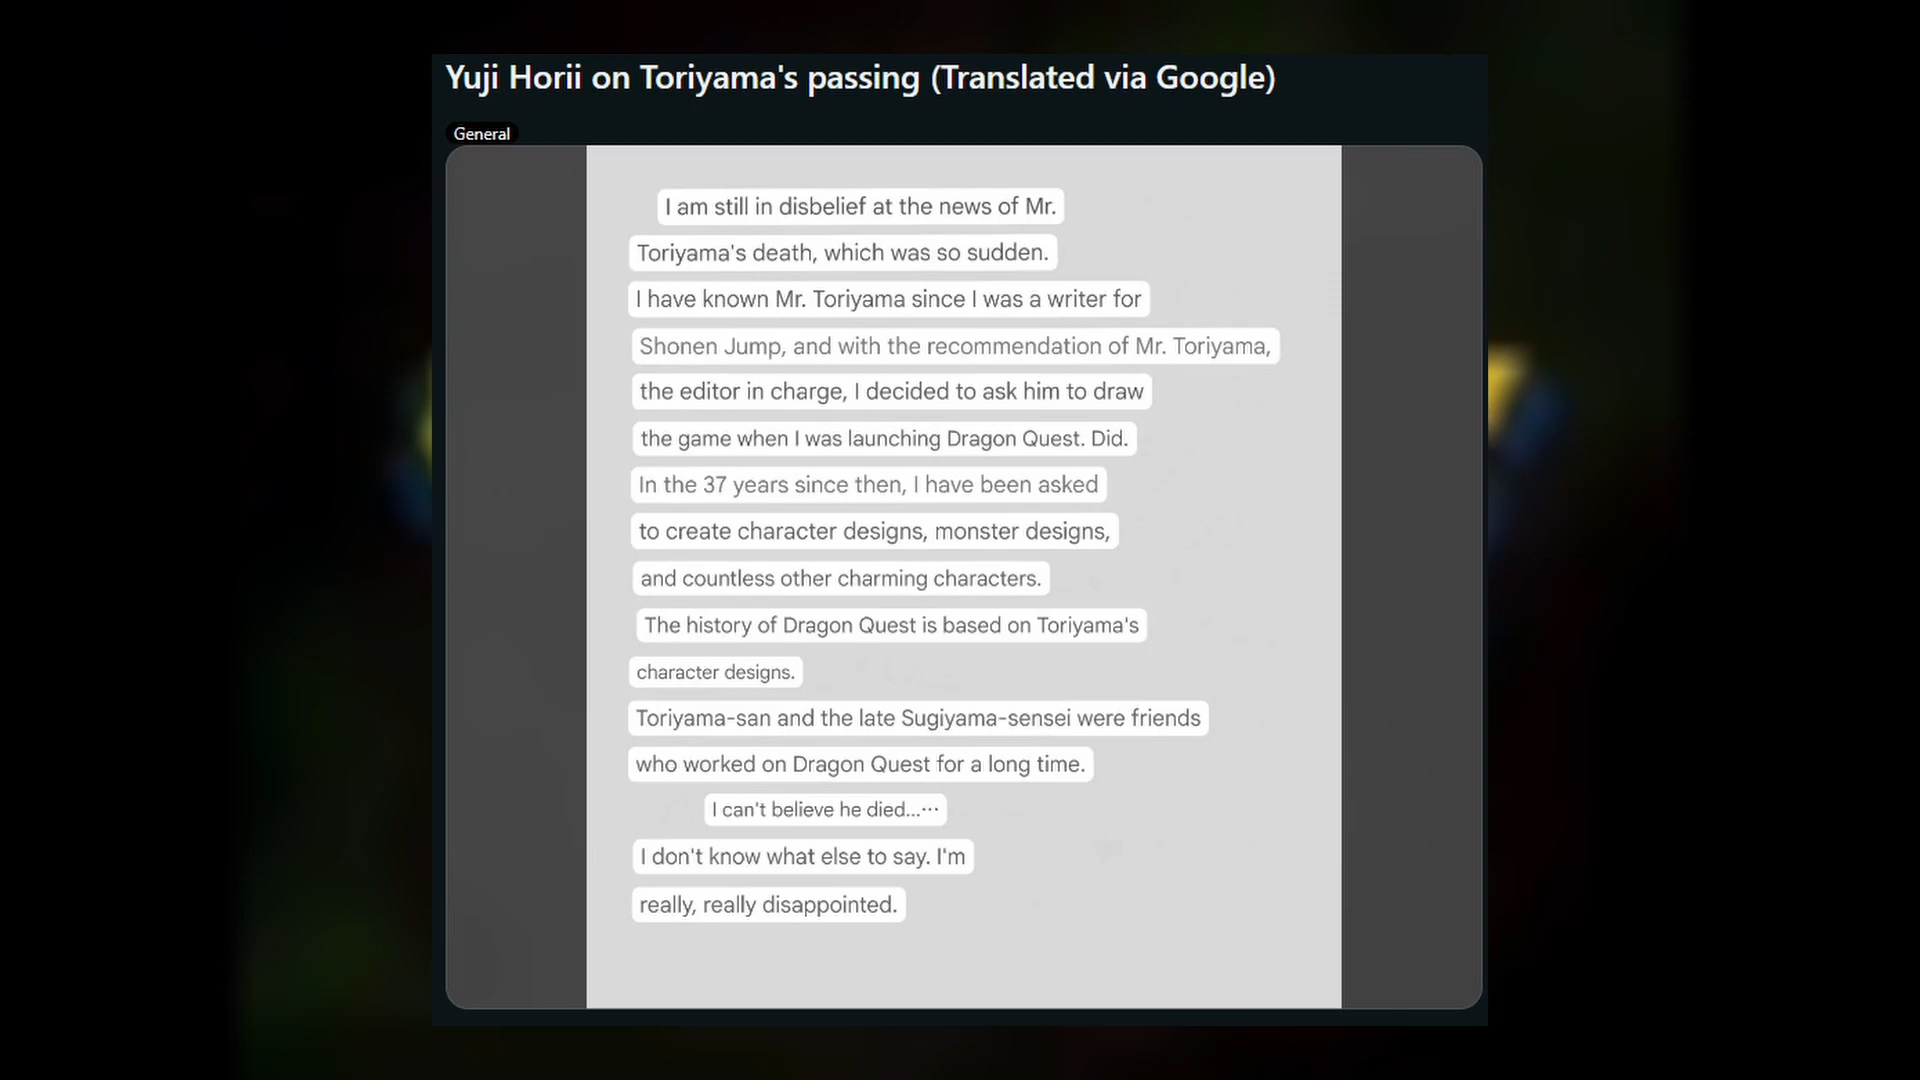 Yuji Horii on Toriyama's passing (Translated via Google)
General
I am still in disbelief at the news of Mr.
Toriyama's death, which was so sudden.
I have known Mr. Toriyama since I was a writer for
Shonen Jump, and with the recommendation of Mr. Toriyama,
the editor in charge, I decided to ask him to draw
the game when I was launching Dragon Quest. Did.
In the 37 years since then, I have been asked
to create character designs, monster designs,
and countless other charming characters.
The history of Dragon Quest is based on Toriyama's
character designs.
Toriyama-san and the late Sugiyama-sensei were friends
who worked on Dragon Quest for a long time.
I can't believe he died...⋯
I don't know what else to say. I'm
really, really disappointed.